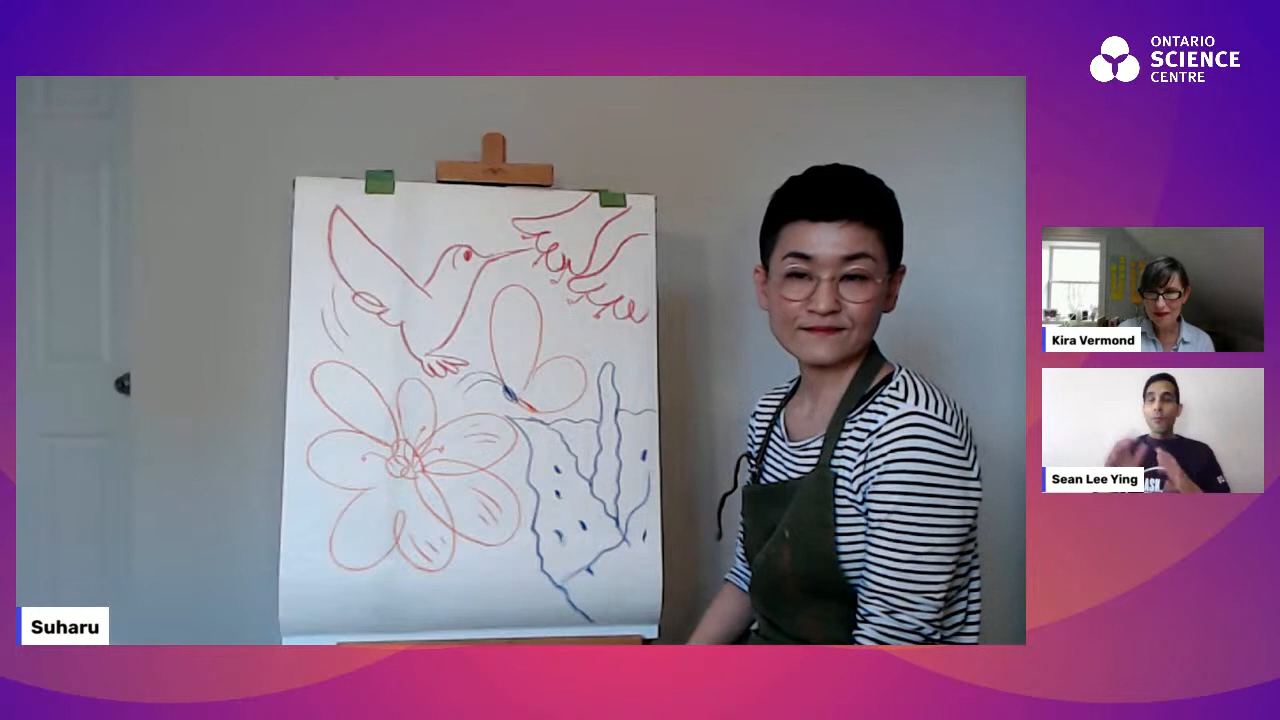 ONTARIO
SCIENCE
CENTRE
Kira Vermond
Sean Lee Ying
Suharu